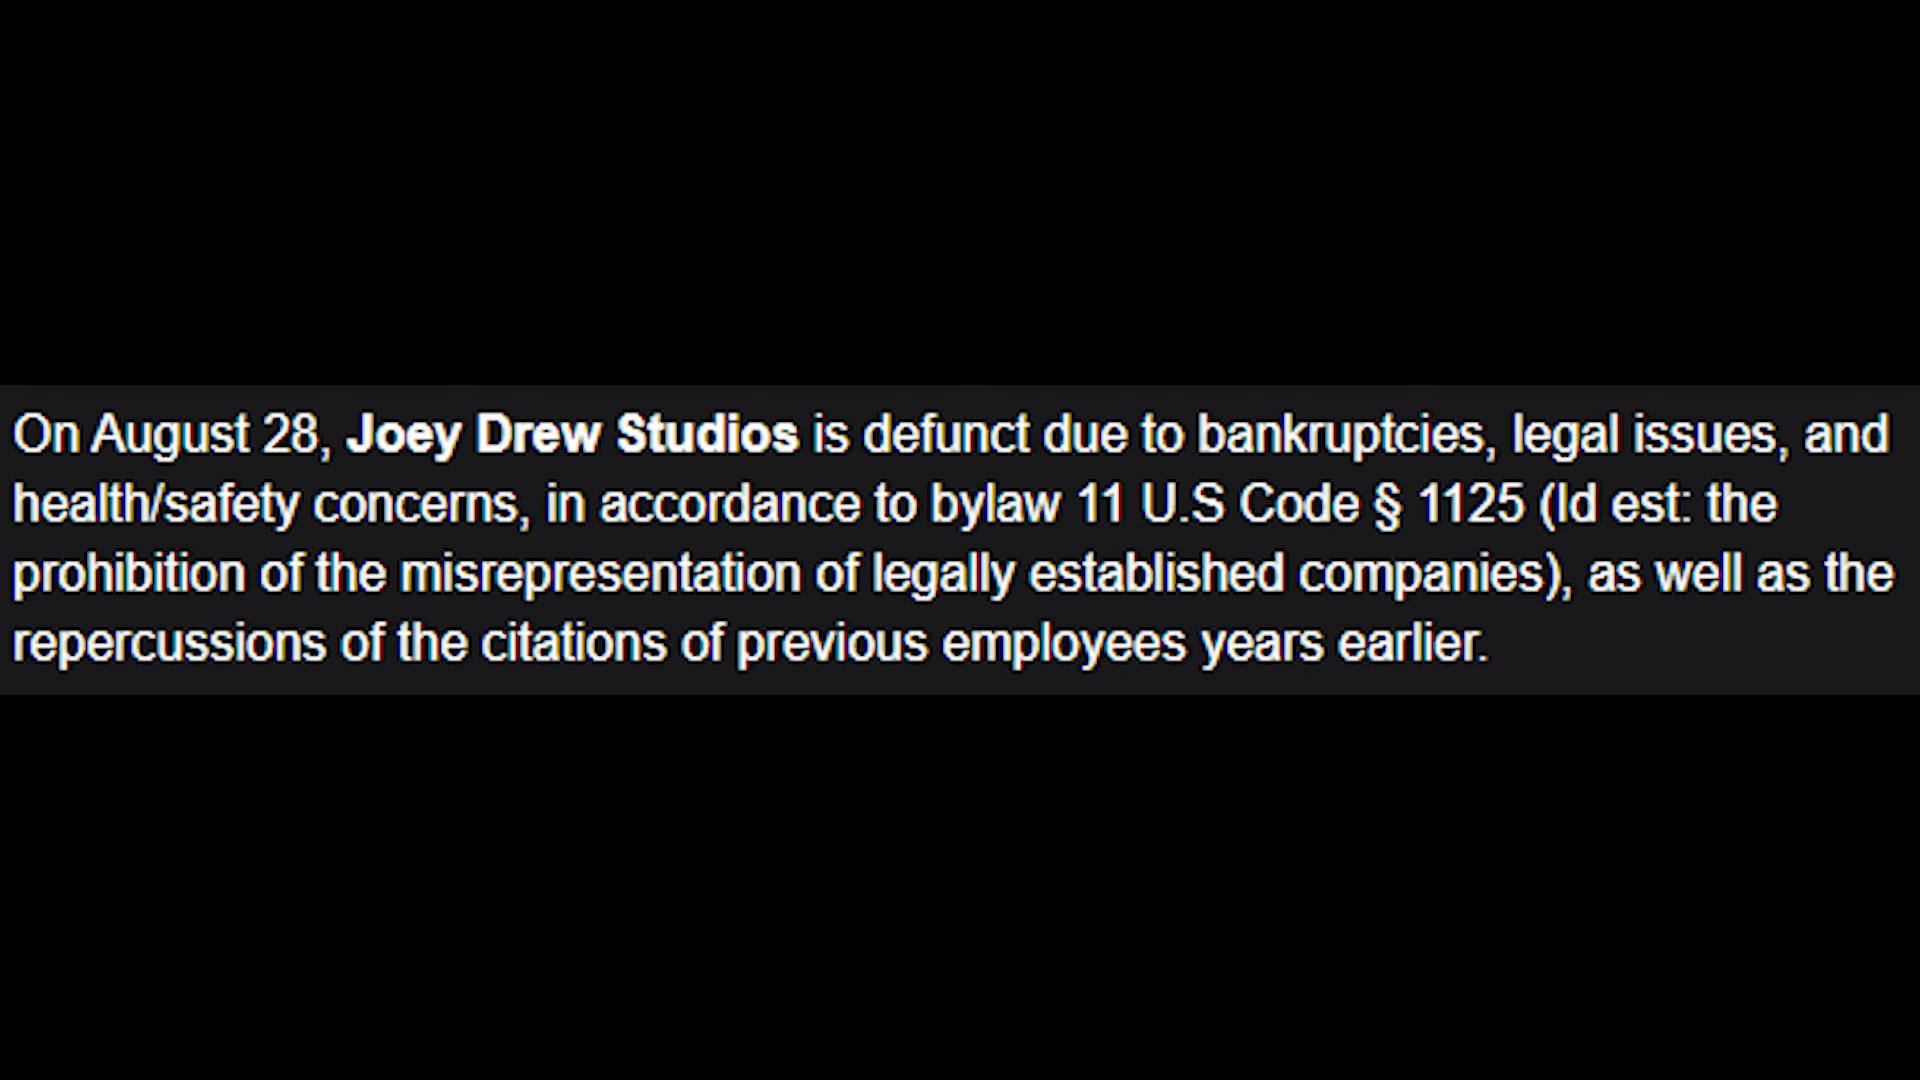 On August 28, Joey Drew Studios is defunct due to bankruptcies, legal issues, and
health/safety concerns, in accordance to bylaw 11 U.S Code § 1125 (Id est: the
prohibition of the misrepresentation of legally established companies), as well as the
repercussions of the citations of previous employees years earlier.